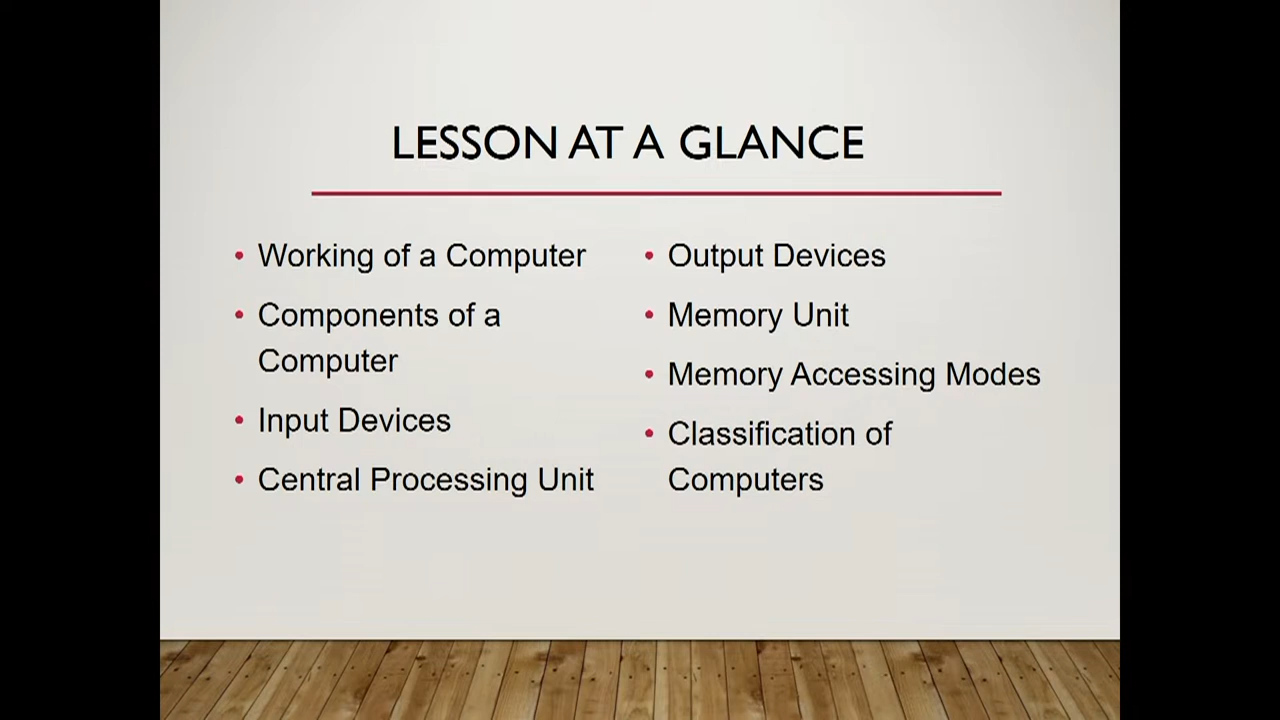 LESSON AT A GLANCE
• Working of a Computer
• Components of a
Computer
• Input Devices
• Central Processing Unit
• Output Devices
• Memory Unit
• Memory Accessing Modes
• Classification of
Computers